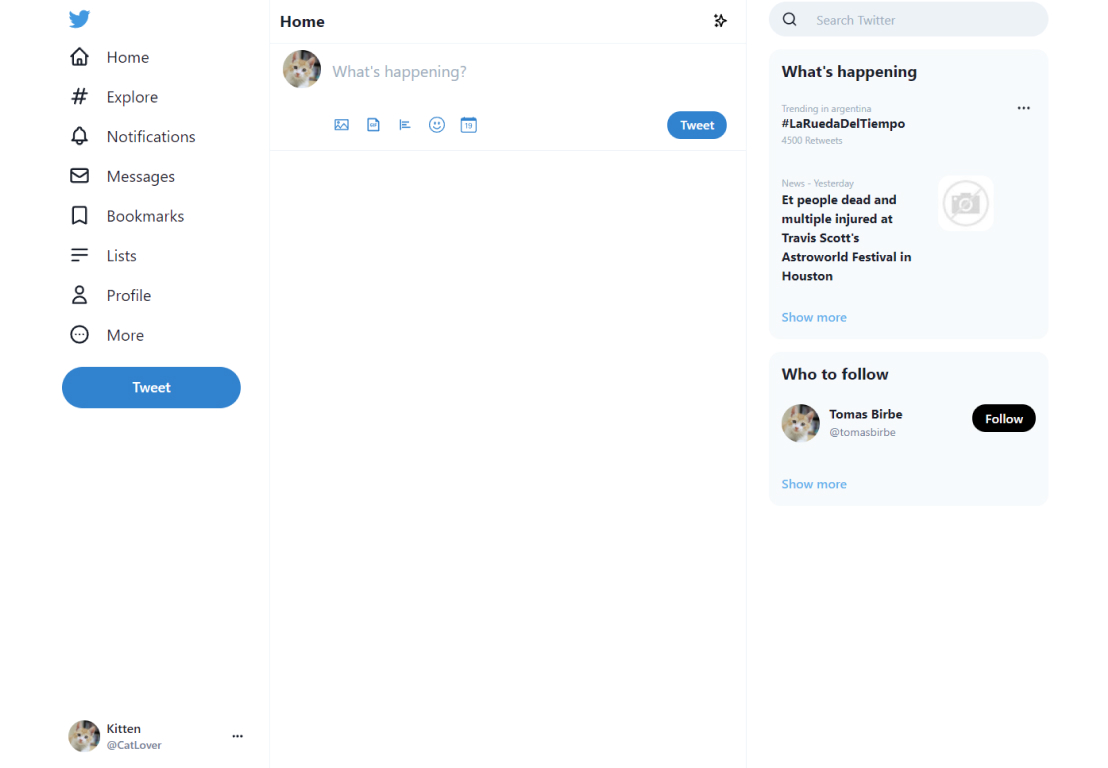 Home
Explore
Notifications
Messages
Bookmarks
Lists
Profile
More
Tweet
Kitten
@CatLover
Home
What's happening?
GIF
19
Tweet
Search Twitter
What's happening
Trending in argentina
#LaRuedaDelTiempo
4500 Retweets
News - Yesterday
Et people dead and
multiple injured at
Travis Scott's
Astroworld Festival in
Houston
Show more
Who to follow
Tomas Birbe
@tomasbirbe
Follow
Show more